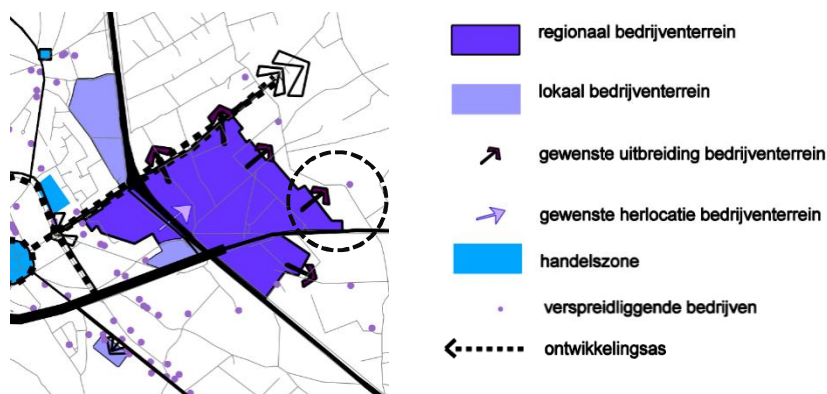 regionaal bedrijventerrein
lokaal bedrijventerrein
gewenste uitbreiding bedrijventerrein
gewenste herlocatie bedrijventerrein
handelszone
verspreidliggende bedrijven
ontwikkelingsas